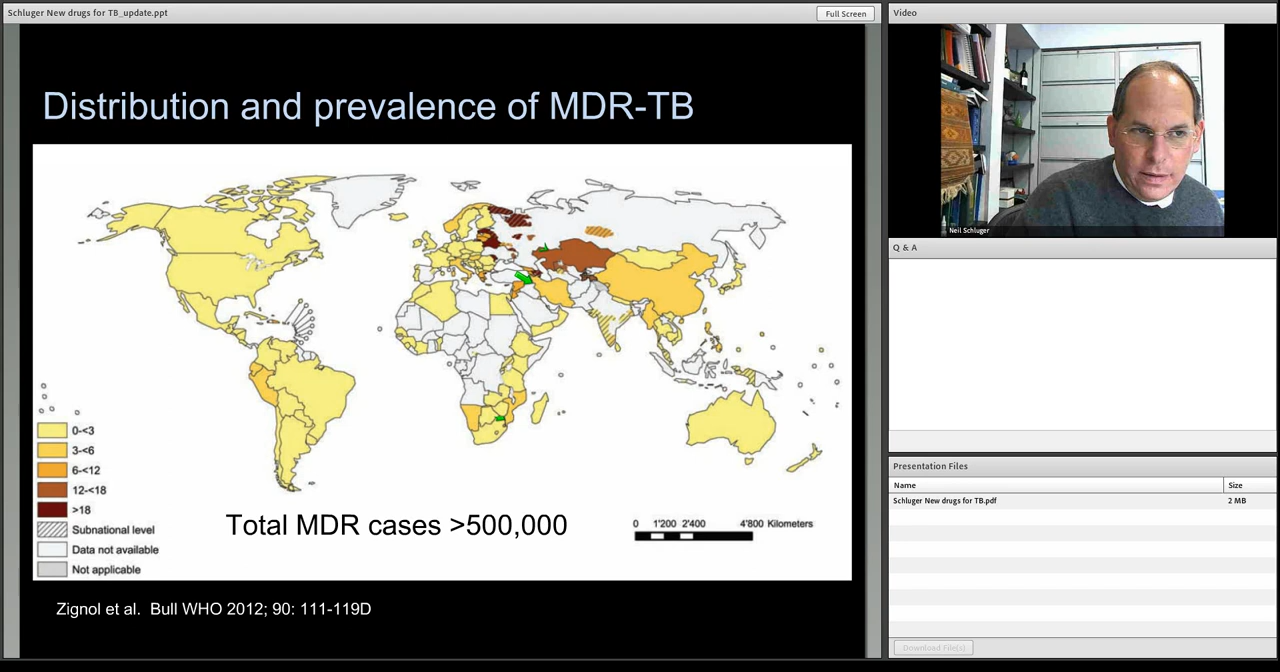 Schluger New drugs for TB_update.ppt
Full Screen
Distribution and prevalence of MDR-TB
0-<3
3-<6
6-<12
12-<18
>18
Subnational level
Data not available
Not applicable
Total MDR cases >500,000
0 1'200 2'400 4'800 Kilometers
Zignol et al. Bull WHO 2012; 90: 111-119D
Video
Neil Schluger
Q & A
Presentation Files
Name Size
Schluger New drugs for TB.pdf 2 MB
Download File(s)